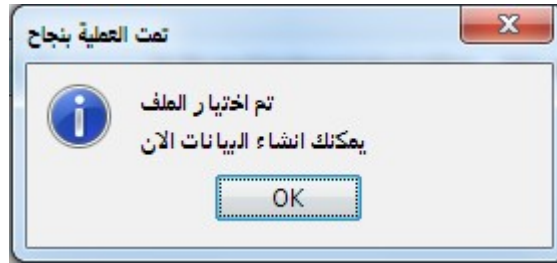 تمت العملية بنجاح
تم اختيار الملف
يمكنك انشاء البيانات الان
OK